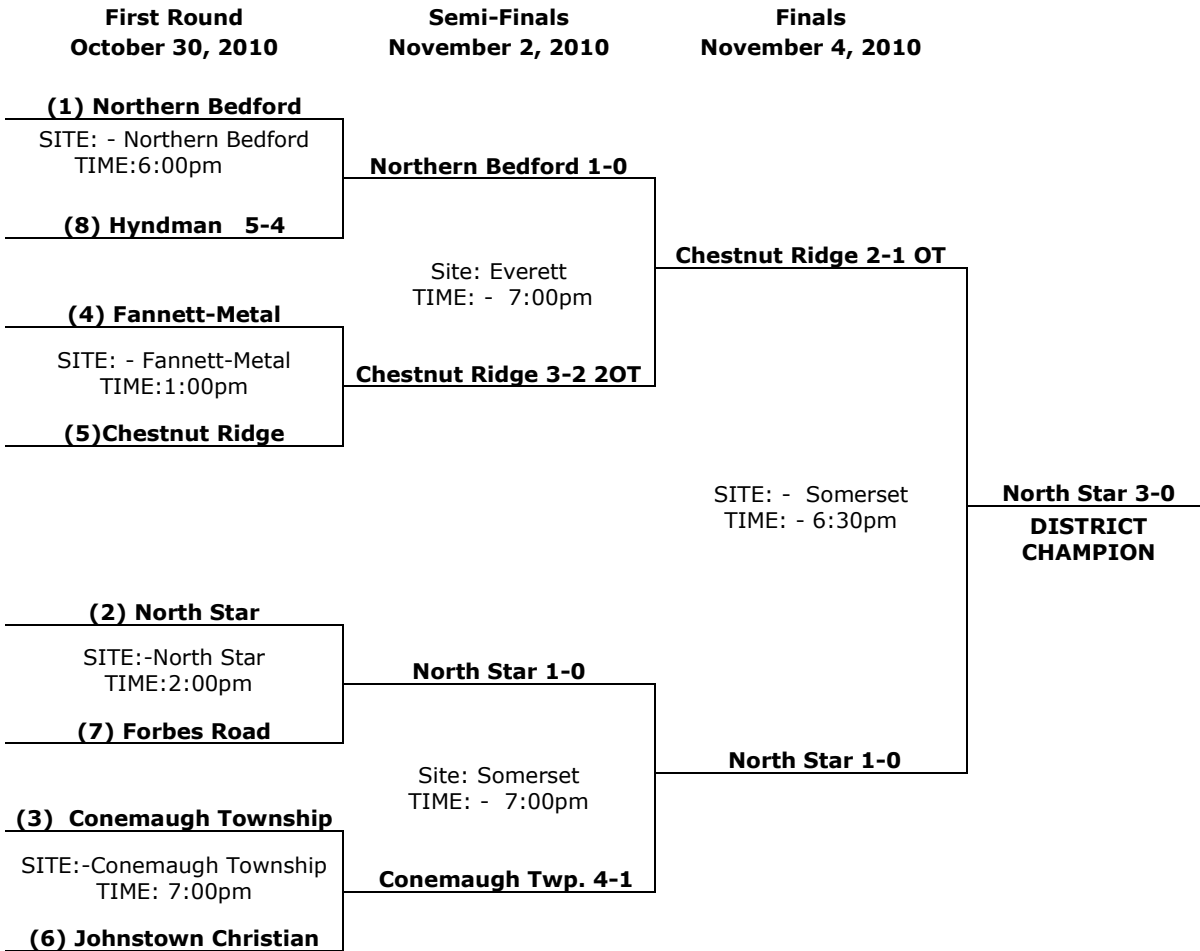 First Round
October 30, 2010
Semi-Finals
November 2, 2010
Finals
November 4, 2010
(1) Northern Bedford
SITE: - Northern Bedford
TIME:6:00pm
(8) Hyndman   5-4
Northern Bedford 1-0
Site: Everett
TIME: -  7:00pm
(4) Fannett-Metal
SITE: - Fannett-Metal
TIME:1:00pm
(5)Chestnut Ridge
Chestnut Ridge 3-2 2OT
Chestnut Ridge 2-1 OT
SITE: -  Somerset
TIME: - 6:30pm
North Star 3-0
DISTRICT
CHAMPION
(2) North Star
SITE:-North Star
TIME:2:00pm
(7) Forbes Road
North Star 1-0
Site: Somerset
TIME: -  7:00pm
North Star 1-0
(3)  Conemaugh Township
SITE:-Conemaugh Township
TIME: 7:00pm
(6) Johnstown Christian
Conemaugh Twp. 4-1